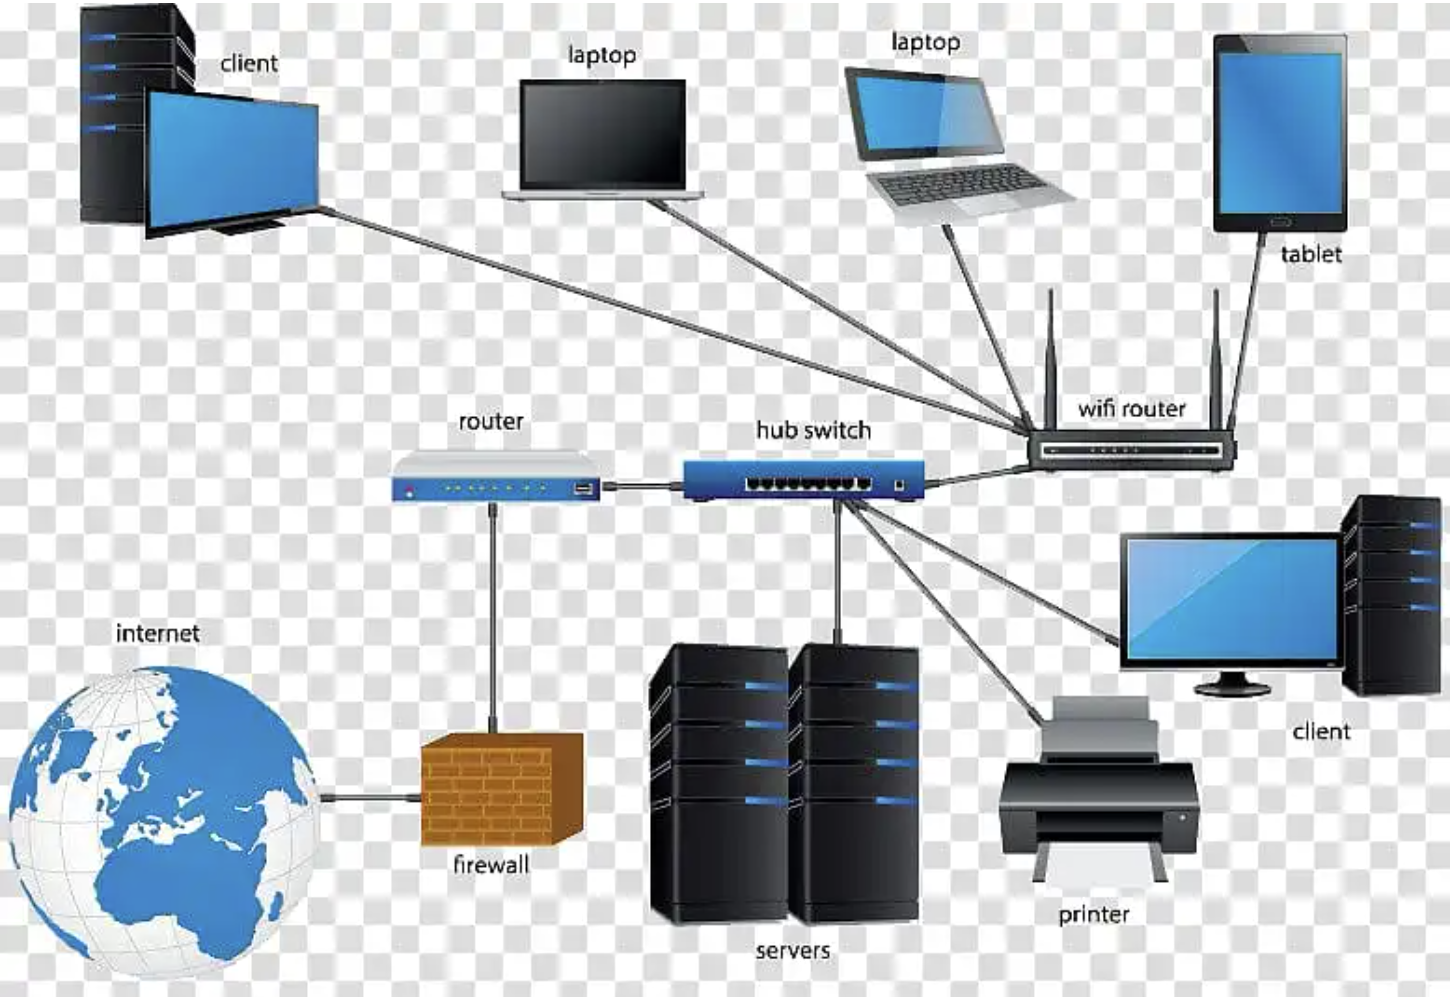 client
laptop
laptop
tablet
wifi router
router
hub switch
internet
client
firewall
printer
servers